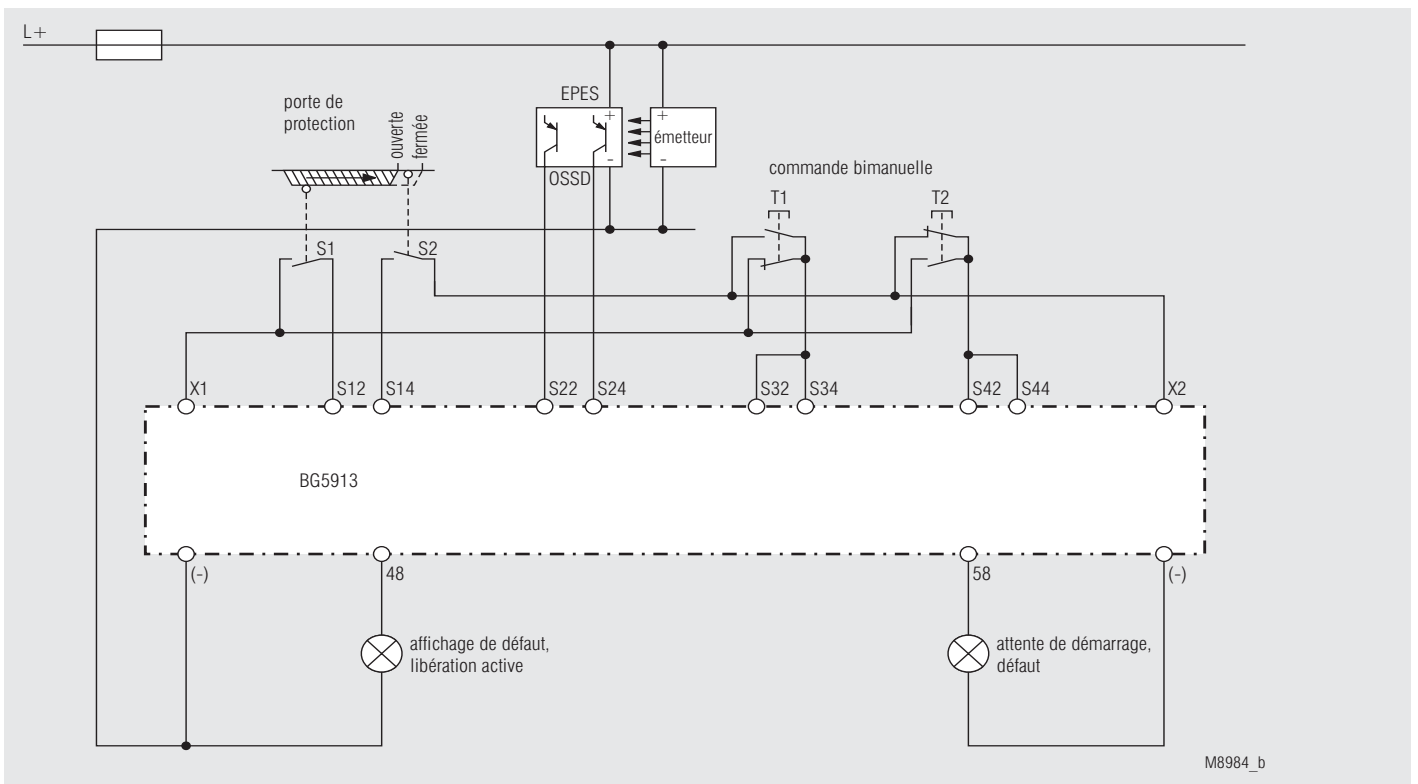 L+
porte de
protection
ouverte
fermée
EPES
+
-
OSSD
+
émetteur
-
commande bimanuelle
T1
T2
S1
S2
X1
S12
S14
S22
S24
S32
S34
S42
S44
X2
BG5913
(-)
48
58
(-)
affichage de défaut,
libération active
attente de démarrage,
défaut
M8984_b